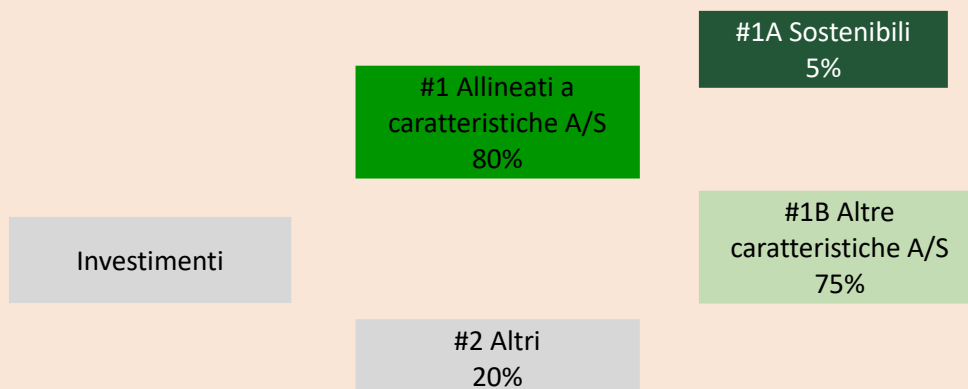 #1A Sostenibili
5%
#1 Allineati a
caratteristiche A/S
80%
#1B Altre
caratteristiche A/S
75%
Investimenti
#2 Altri
20%